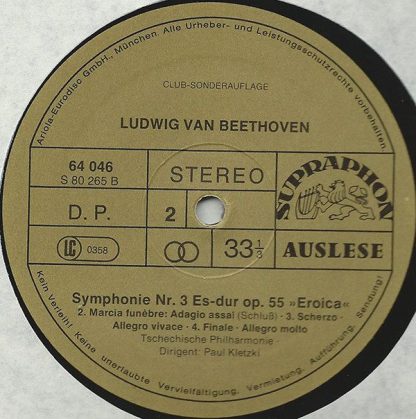 Ariola-Eurodisc GmbH., München. Alle Urheber- und Leistungsschutzrechte vorbehalten.
CLUB-SONDERAUFLAGE
LUDWIG VAN BEETHOVEN
64 046
S 80 265 B
STEREO
SUPRAPHON
D. P.
2
LC
0358
33 1/3
AUSLESE
Symphonie Nr. 3 Es-dur op. 55 »Eroica«
2. Marcia funèbre: Adagio assai (Schluß) · 3. Scherzo ·
Allegro vivace · 4. Finale · Allegro molto
Tschechische Philharmonie ·
Dirigent: Paul Kletzki
Kein Verleih! Keine unerlaubte Vervielfältigung, Vermietung, Aufführung, Sendung!